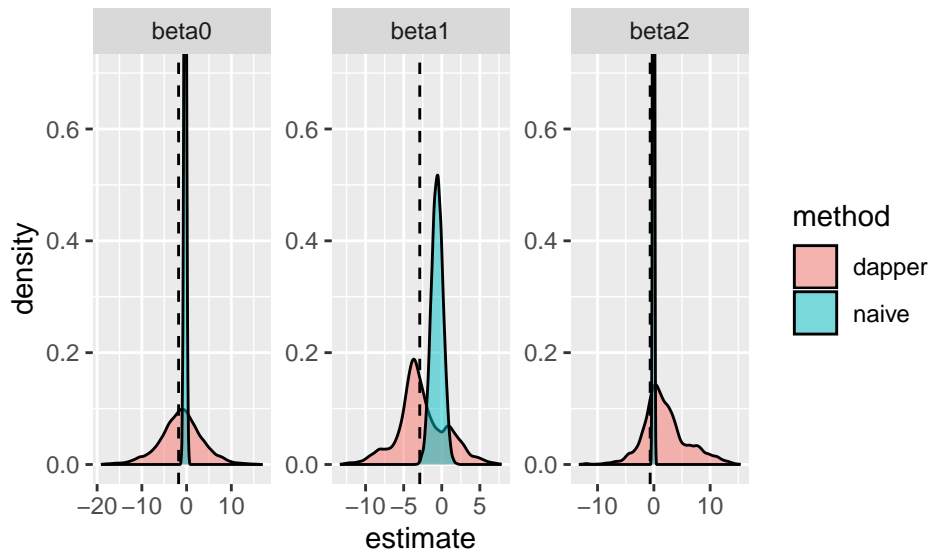 beta0 beta1 beta2
density
0.6 0.6 0.6
0.4 0.4 0.4
0.2 0.2 0.2
0.0 0.0 0.0
−20 −10 0 10 −10 −5 0 5 −10 0 10
estimate
method
dapper
naive